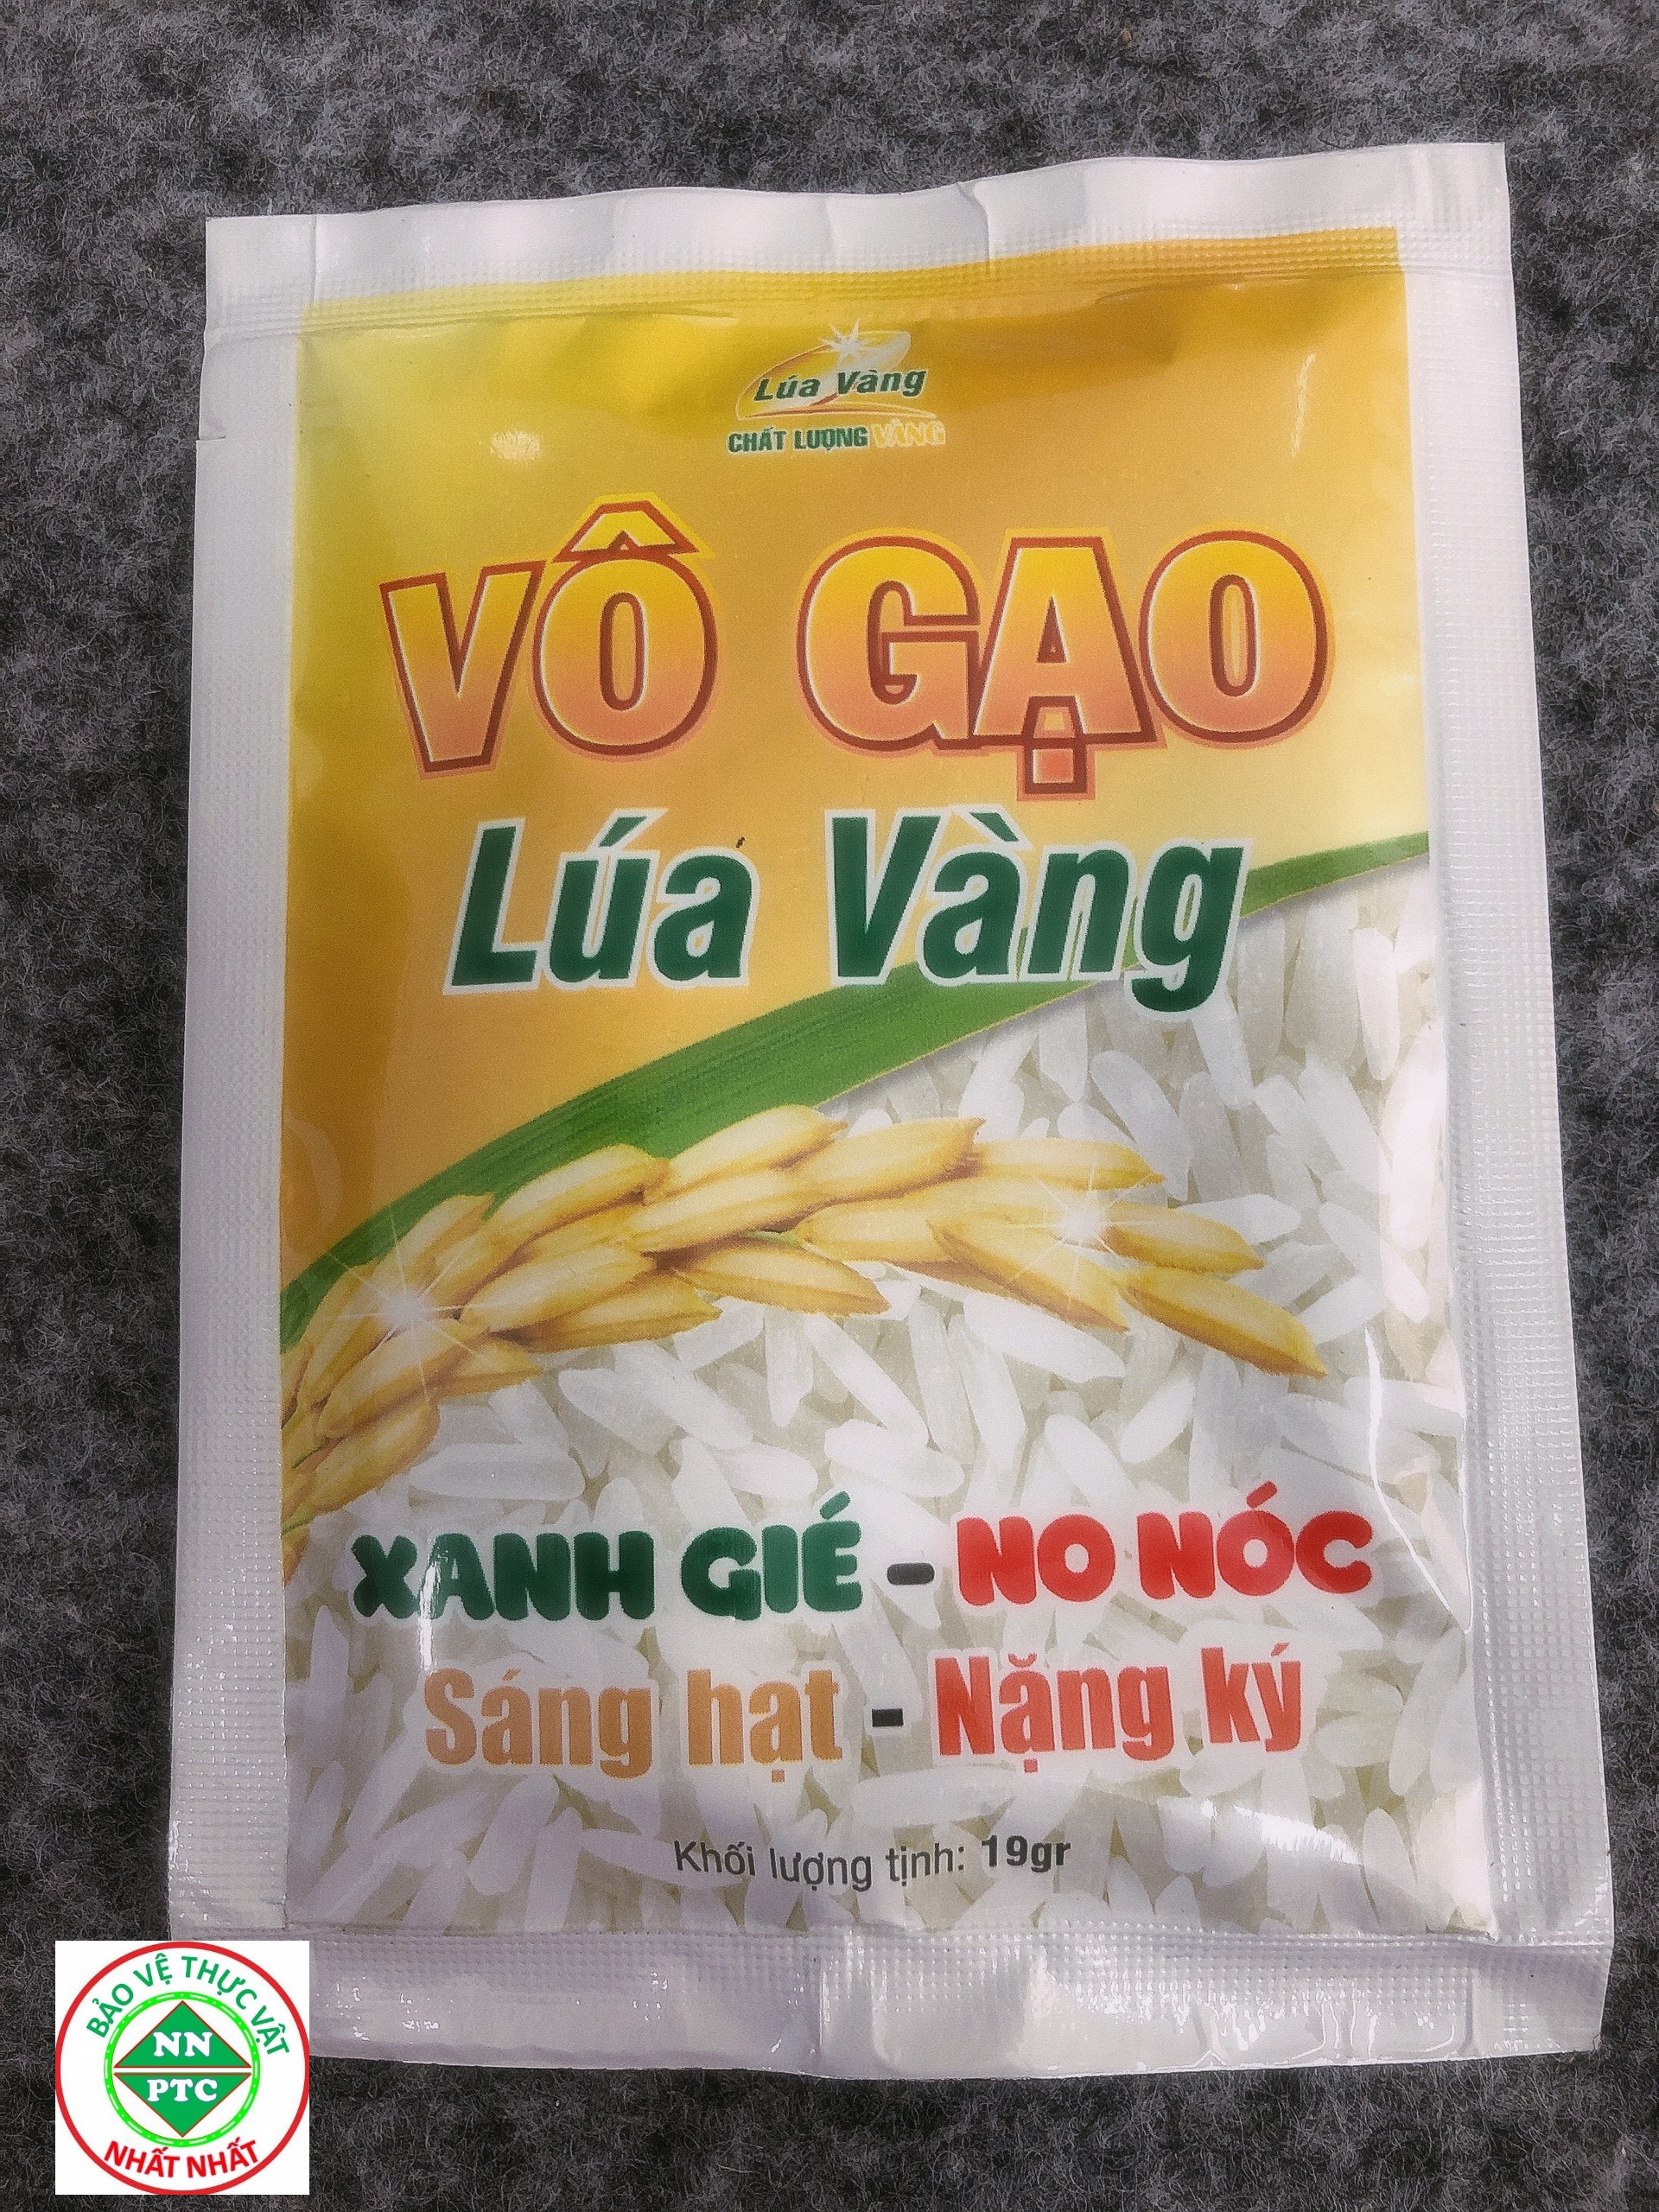 Lúa Vàng
CHẤT LƯỢNG VÀNG
VÔ GẠO
Lúa Vàng
XANH GIÉ - NO NÓC
Sáng hạt - Nặng ký
Khối lượng tịnh: 19gr
BẢO VỆ THỰC VẬT
NN
PTC
NHẤT NHẤT